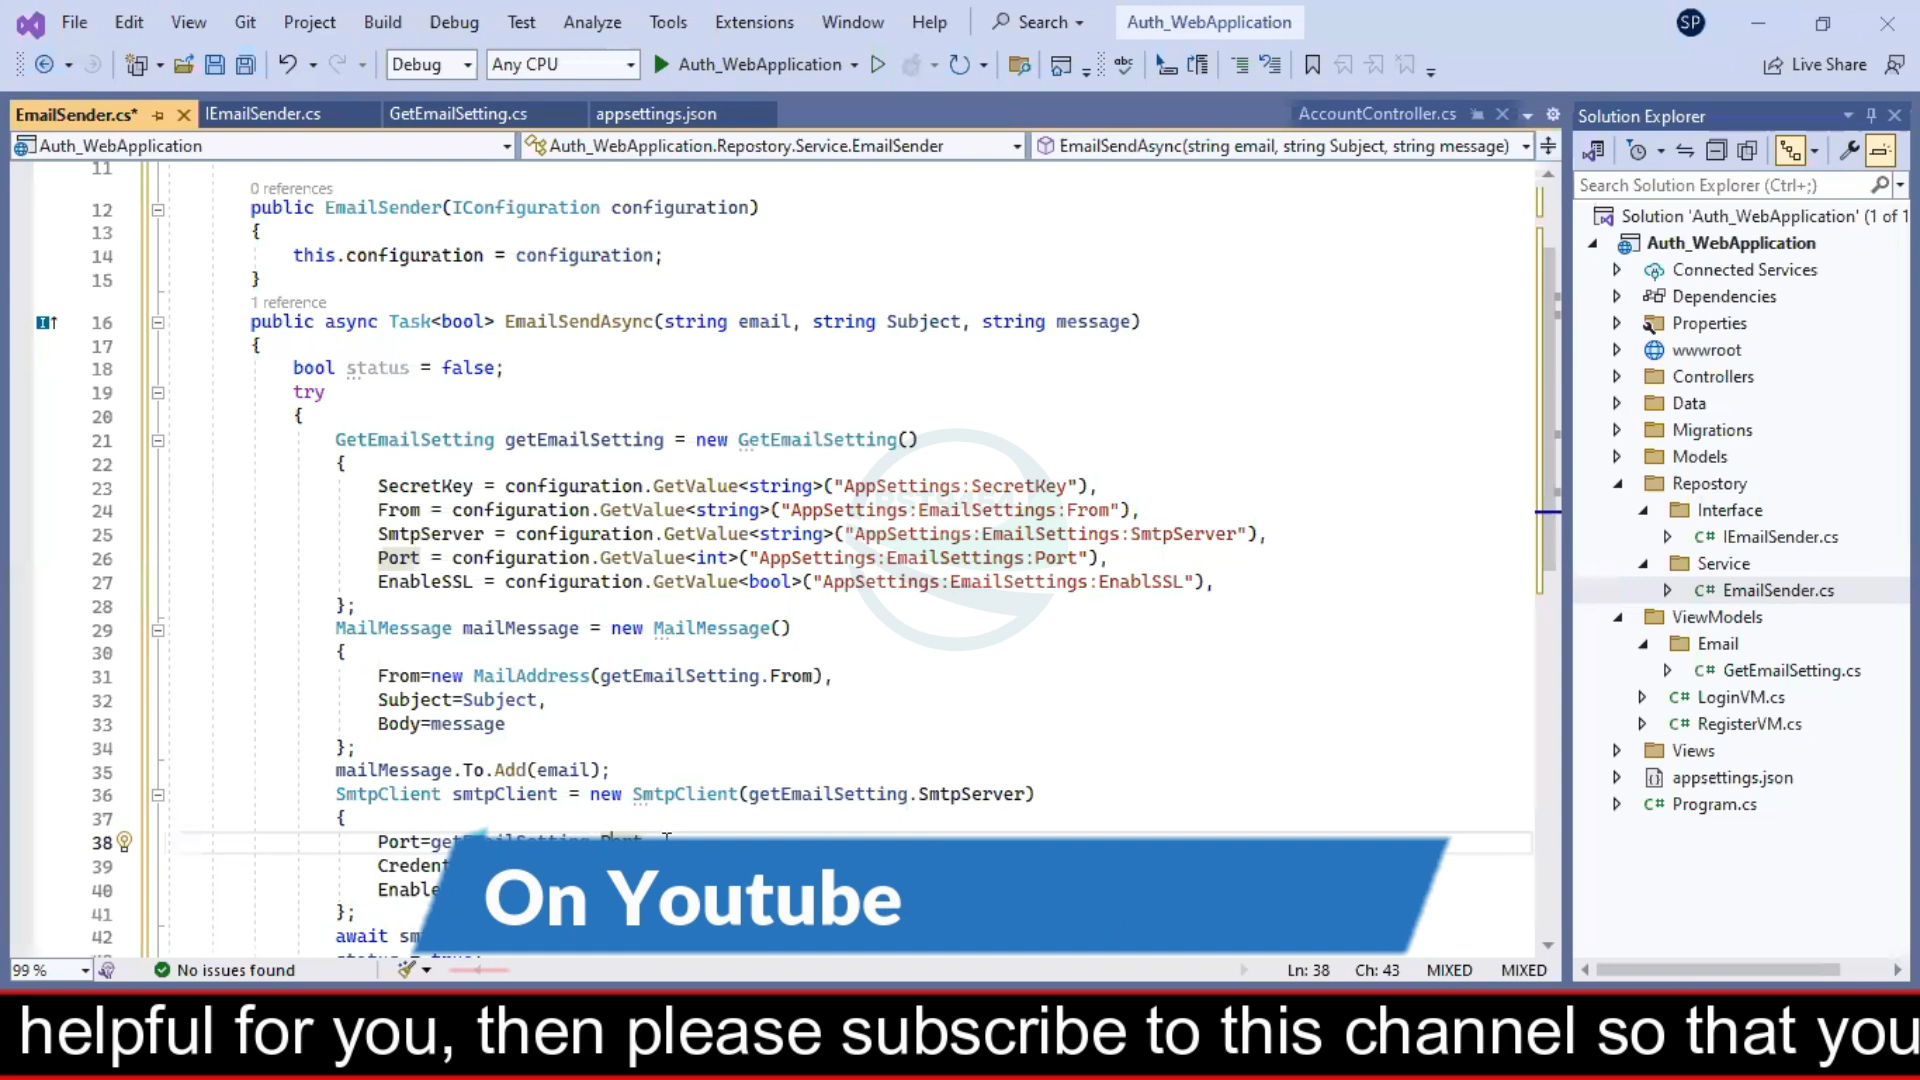 File Edit View Git Project Build Debug Test Analyze Tools Extensions Window Help Search Auth_WebApplication SP
Debug Any CPU Auth_WebApplication Live Share
EmailSender.cs* IEmailSender.cs GetEmailSetting.cs appsettings.json AccountController.cs
Auth_WebApplication Auth_WebApplication.Repostory.Service.EmailSender EmailSendAsync(string email, string Subject, string message)
11
0 references
12 public EmailSender(IConfiguration configuration)
13 {
14 this.configuration = configuration;
15 }
1 reference
16 public async Task<bool> EmailSendAsync(string email, string Subject, string message)
17 {
18 bool status = false;
19 try
20 {
21 GetEmailSetting getEmailSetting = new GetEmailSetting()
22 {
23 SecretKey = configuration.GetValue<string>("AppSettings:SecretKey"),
24 From = configuration.GetValue<string>("AppSettings:EmailSettings:From"),
25 SmtpServer = configuration.GetValue<string>("AppSettings:EmailSettings:SmtpServer"),
26 Port = configuration.GetValue<int>("AppSettings:EmailSettings:Port"),
27 EnableSSL = configuration.GetValue<bool>("AppSettings:EmailSettings:EnablSSL"),
28 };
29 MailMessage mailMessage = new MailMessage()
30 {
31 From=new MailAddress(getEmailSetting.From),
32 Subject=Subject,
33 Body=message
34 };
35 mailMessage.To.Add(email);
36 SmtpClient smtpClient = new SmtpClient(getEmailSetting.SmtpServer)
37 {
38 Port=getEmailSetting.Port,
39 Credent
40 Enable
41 };
42 await sm
status = true;
On Youtube
99 % No issues found Ln: 38 Ch: 43 MIXED MIXED
Solution Explorer
Search Solution Explorer (Ctrl+;)
Solution 'Auth_WebApplication' (1 of 1
Auth_WebApplication
Connected Services
Dependencies
Properties
wwwroot
Controllers
Data
Migrations
Models
Repostory
Interface
C# IEmailSender.cs
Service
C# EmailSender.cs
ViewModels
Email
C# GetEmailSetting.cs
C# LoginVM.cs
C# RegisterVM.cs
Views
appsettings.json
C# Program.cs
helpful for you, then please subscribe to this channel so that you